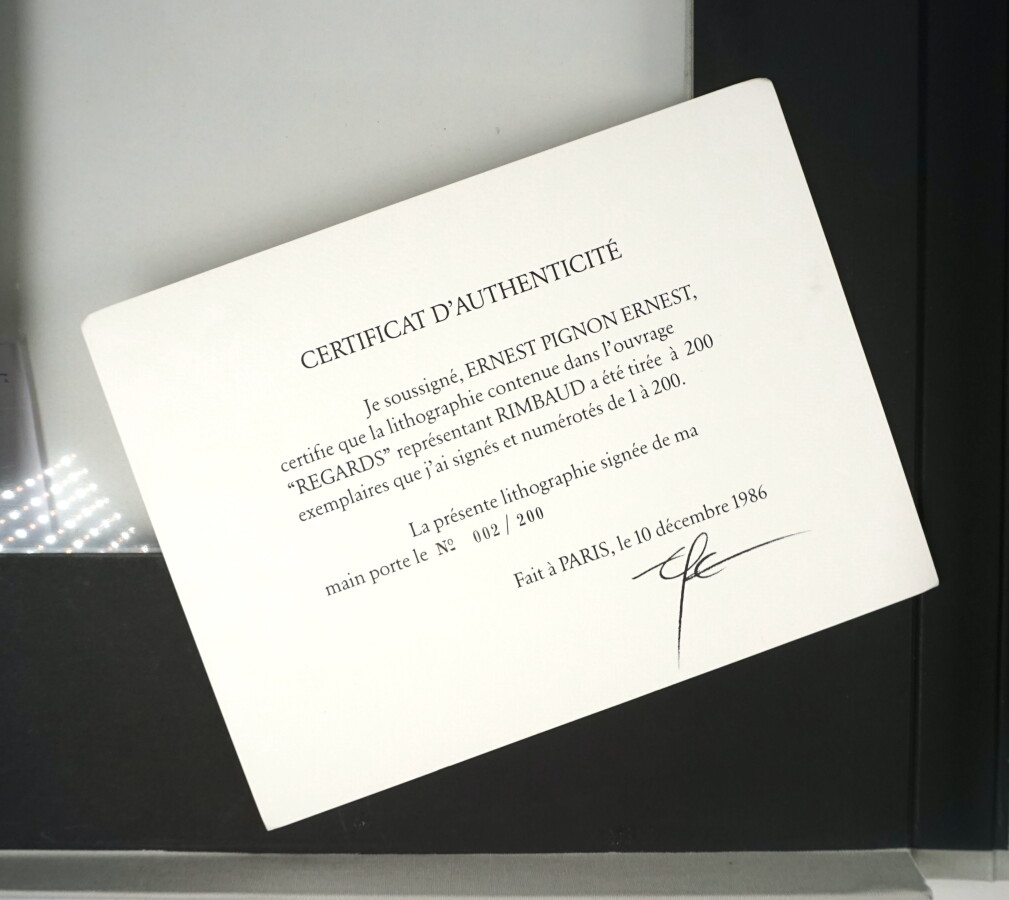 CERTIFICAT D'AUTHENTICITÉ
Je soussigné, ERNEST PIGNON ERNEST,
certifie que la lithographie contenue dans l'ouvrage
“REGARDS” représentant RIMBAUD a été tirée à 200
exemplaires que j'ai signés et numérotés de 1 à 200.
La présente lithographie signée de ma
main porte le Nº 002 / 200
Fait à PARIS, le 10 décembre 1986